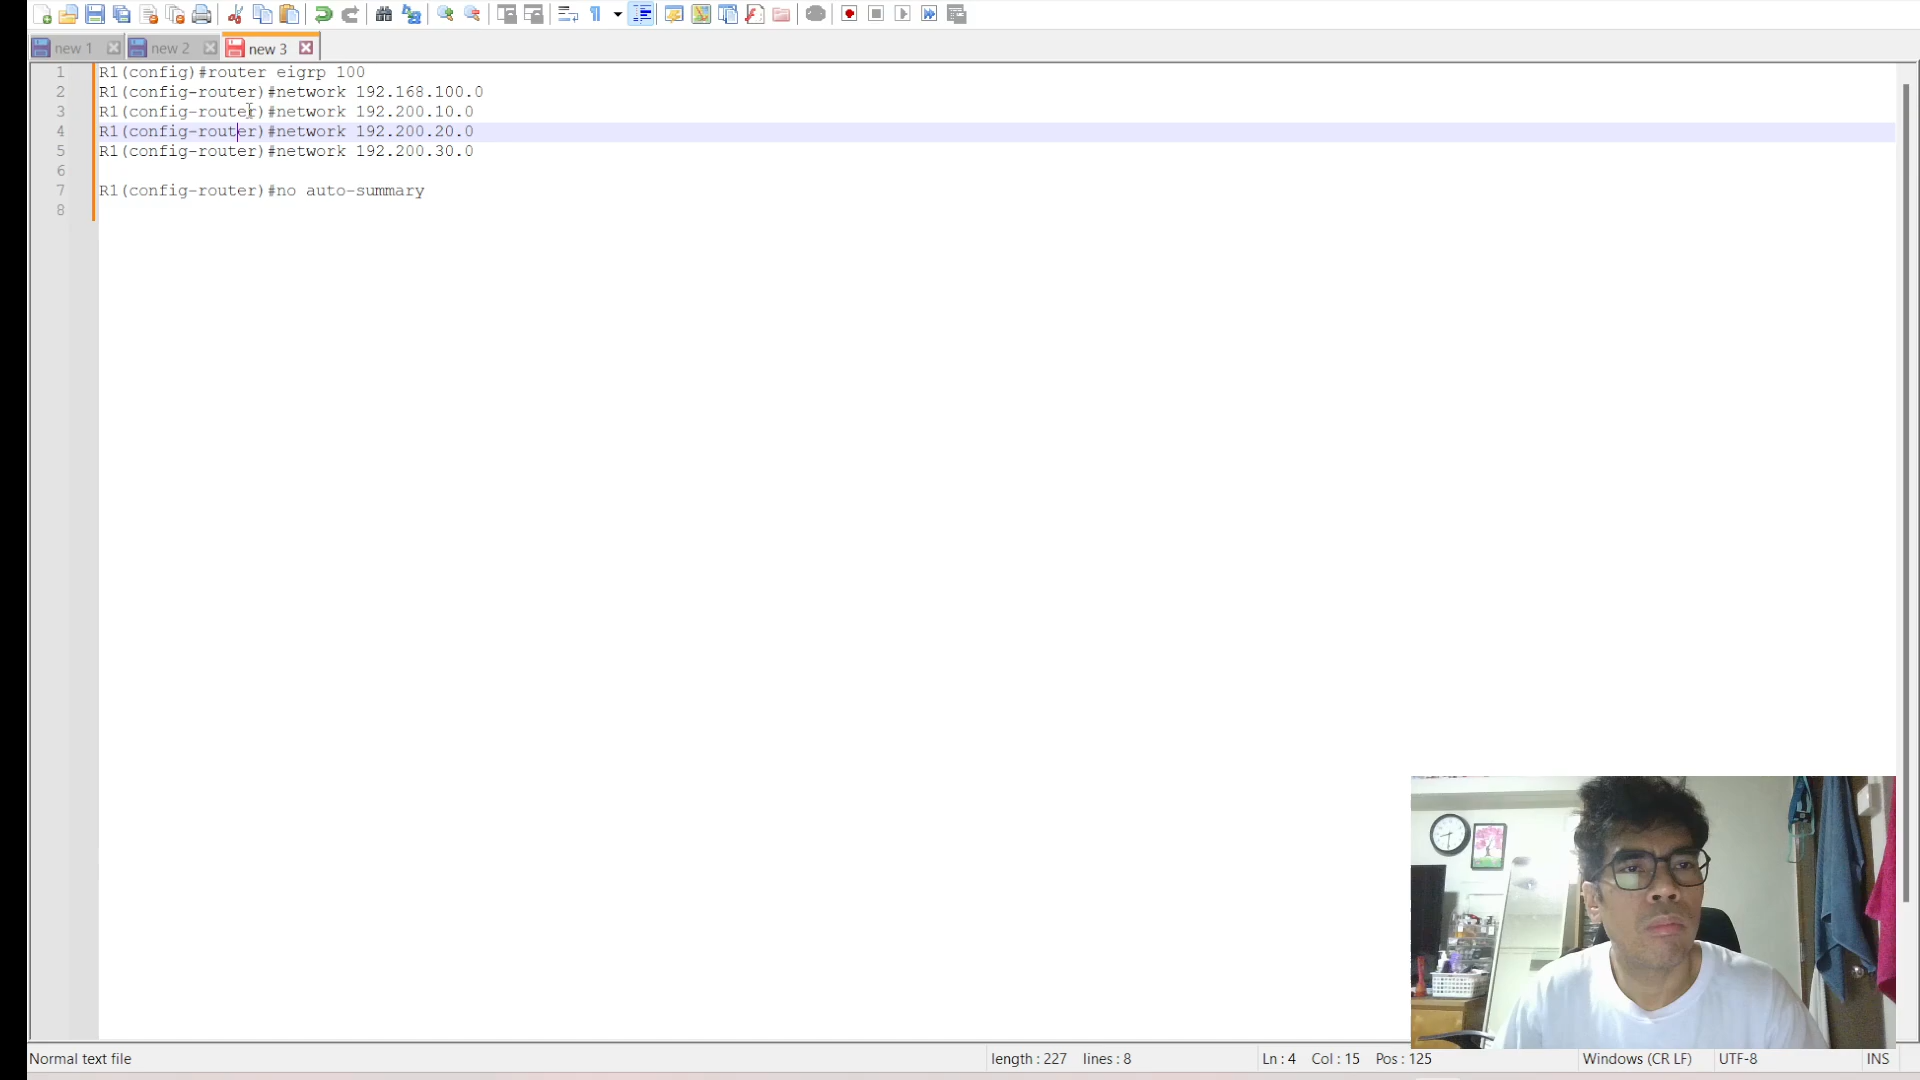 new 1
new 2
new 3
1 R1(config)#router eigrp 100
2 R1(config-router)#network 192.168.100.0
3 R1(config-router)#network 192.200.10.0
4 R1(config-router)#network 192.200.20.0
5 R1(config-router)#network 192.200.30.0
6
7 R1(config-router)#no auto-summary
8
Normal text file
length : 227 lines : 8
Ln : 4 Col : 15 Pos : 125
Windows (CR LF)
UTF-8
INS